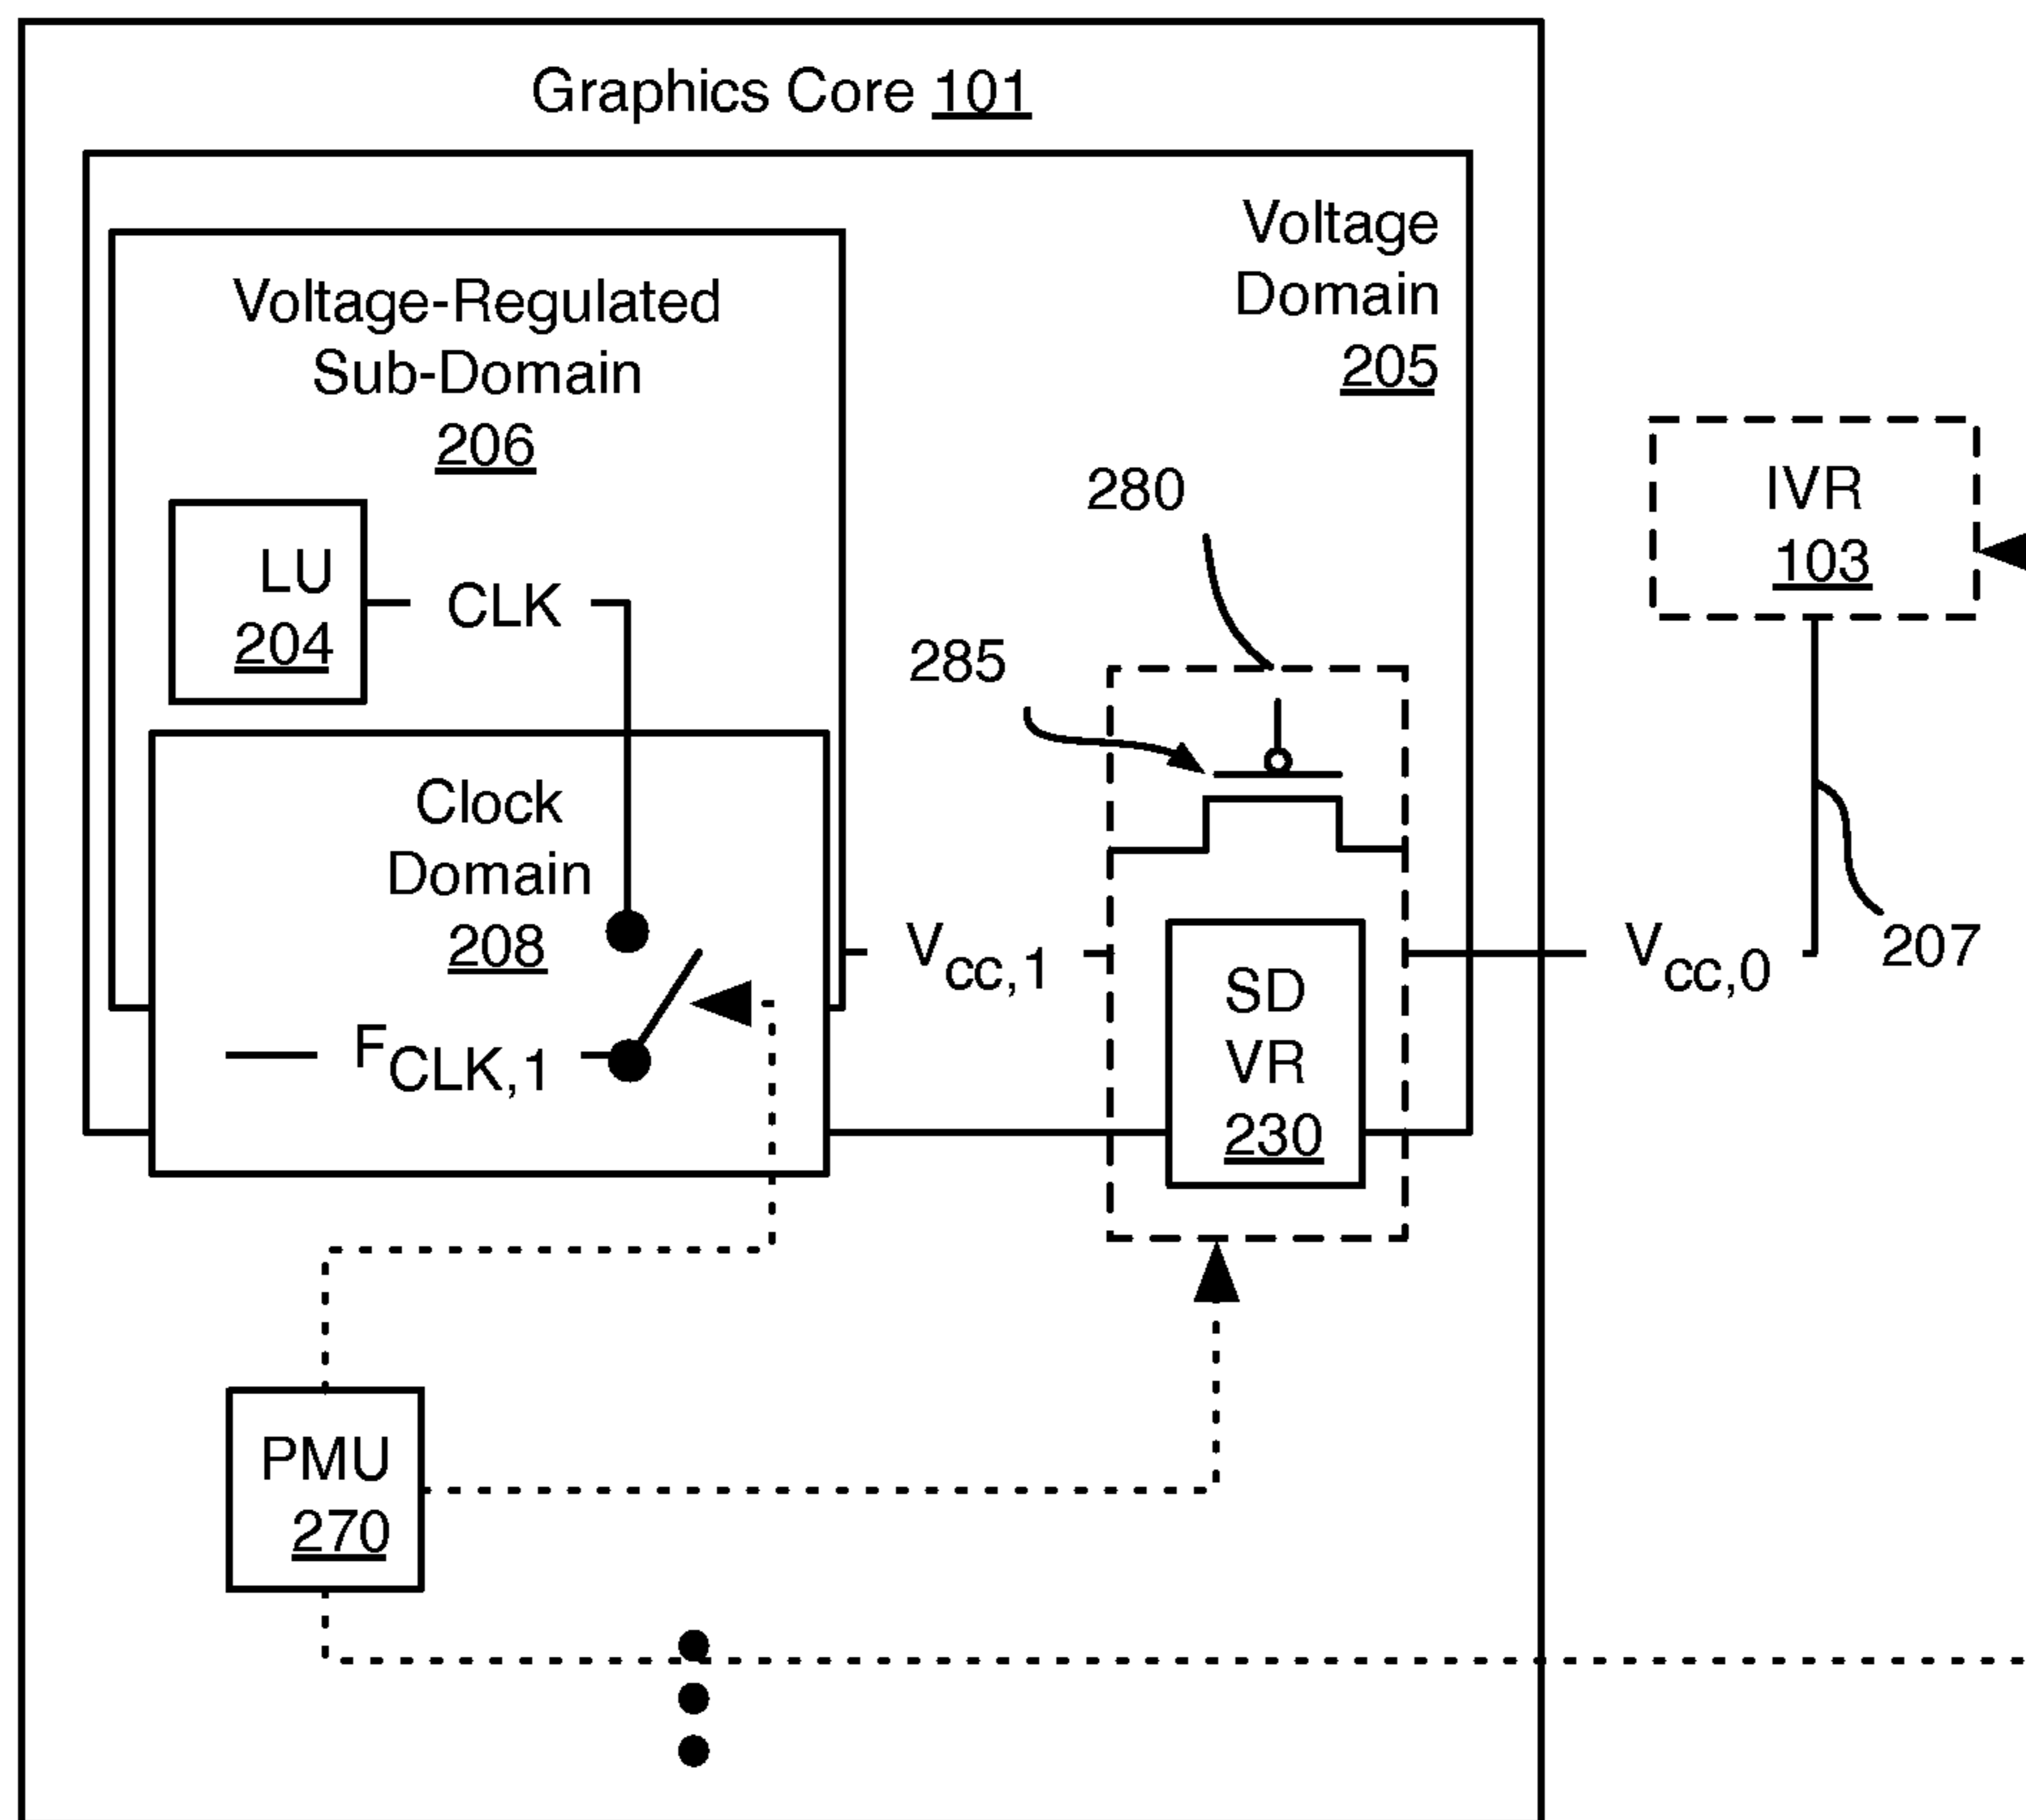 Graphics Core 101
Voltage
Domain
205
Voltage-Regulated
Sub-Domain
206
IVR
103
280
LU
204
CLK
285
Clock
Domain
208
Vcc,1
Vcc,0
207
SD
VR
230
FCLK,1
PMU
270